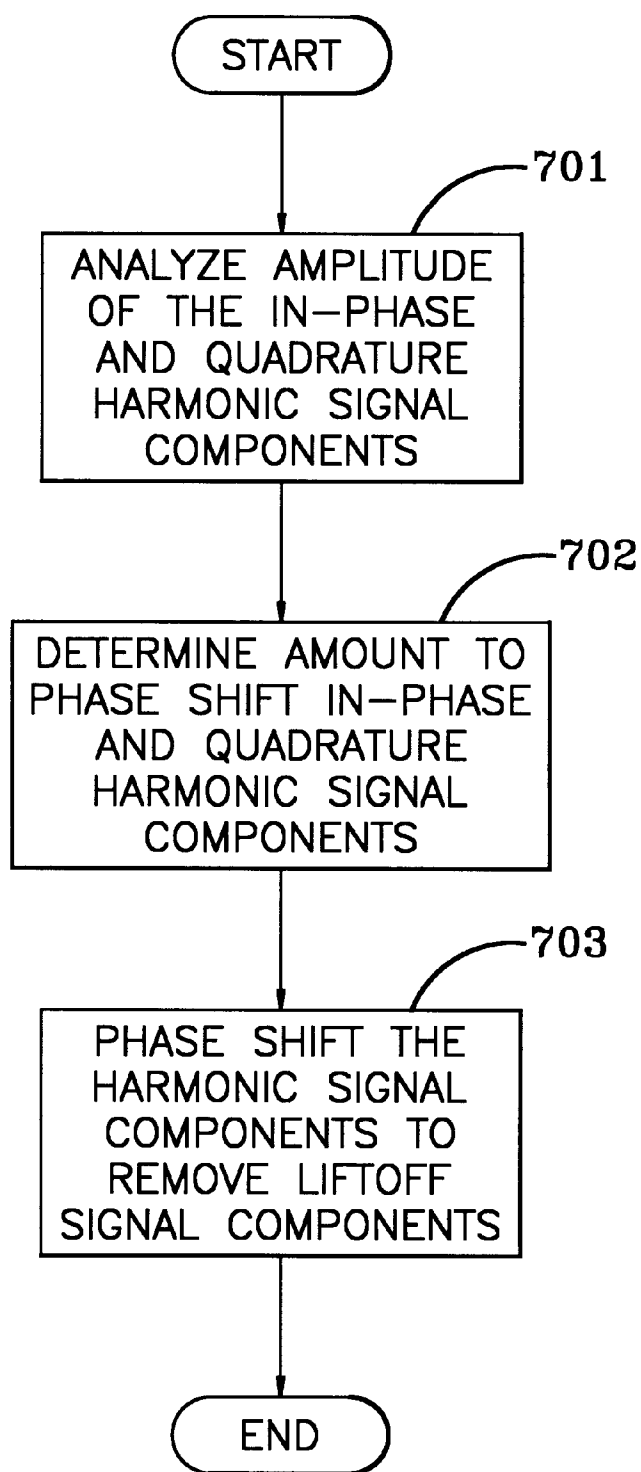 START
701
ANALYZE AMPLITUDE
OF THE IN-PHASE
AND QUADRATURE
HARMONIC SIGNAL
COMPONENTS
702
DETERMINE AMOUNT TO
PHASE SHIFT IN-PHASE
AND QUADRATURE
HARMONIC SIGNAL
COMPONENTS
703
PHASE SHIFT THE
HARMONIC SIGNAL
COMPONENTS TO
REMOVE LIFTOFF
SIGNAL COMPONENTS
END